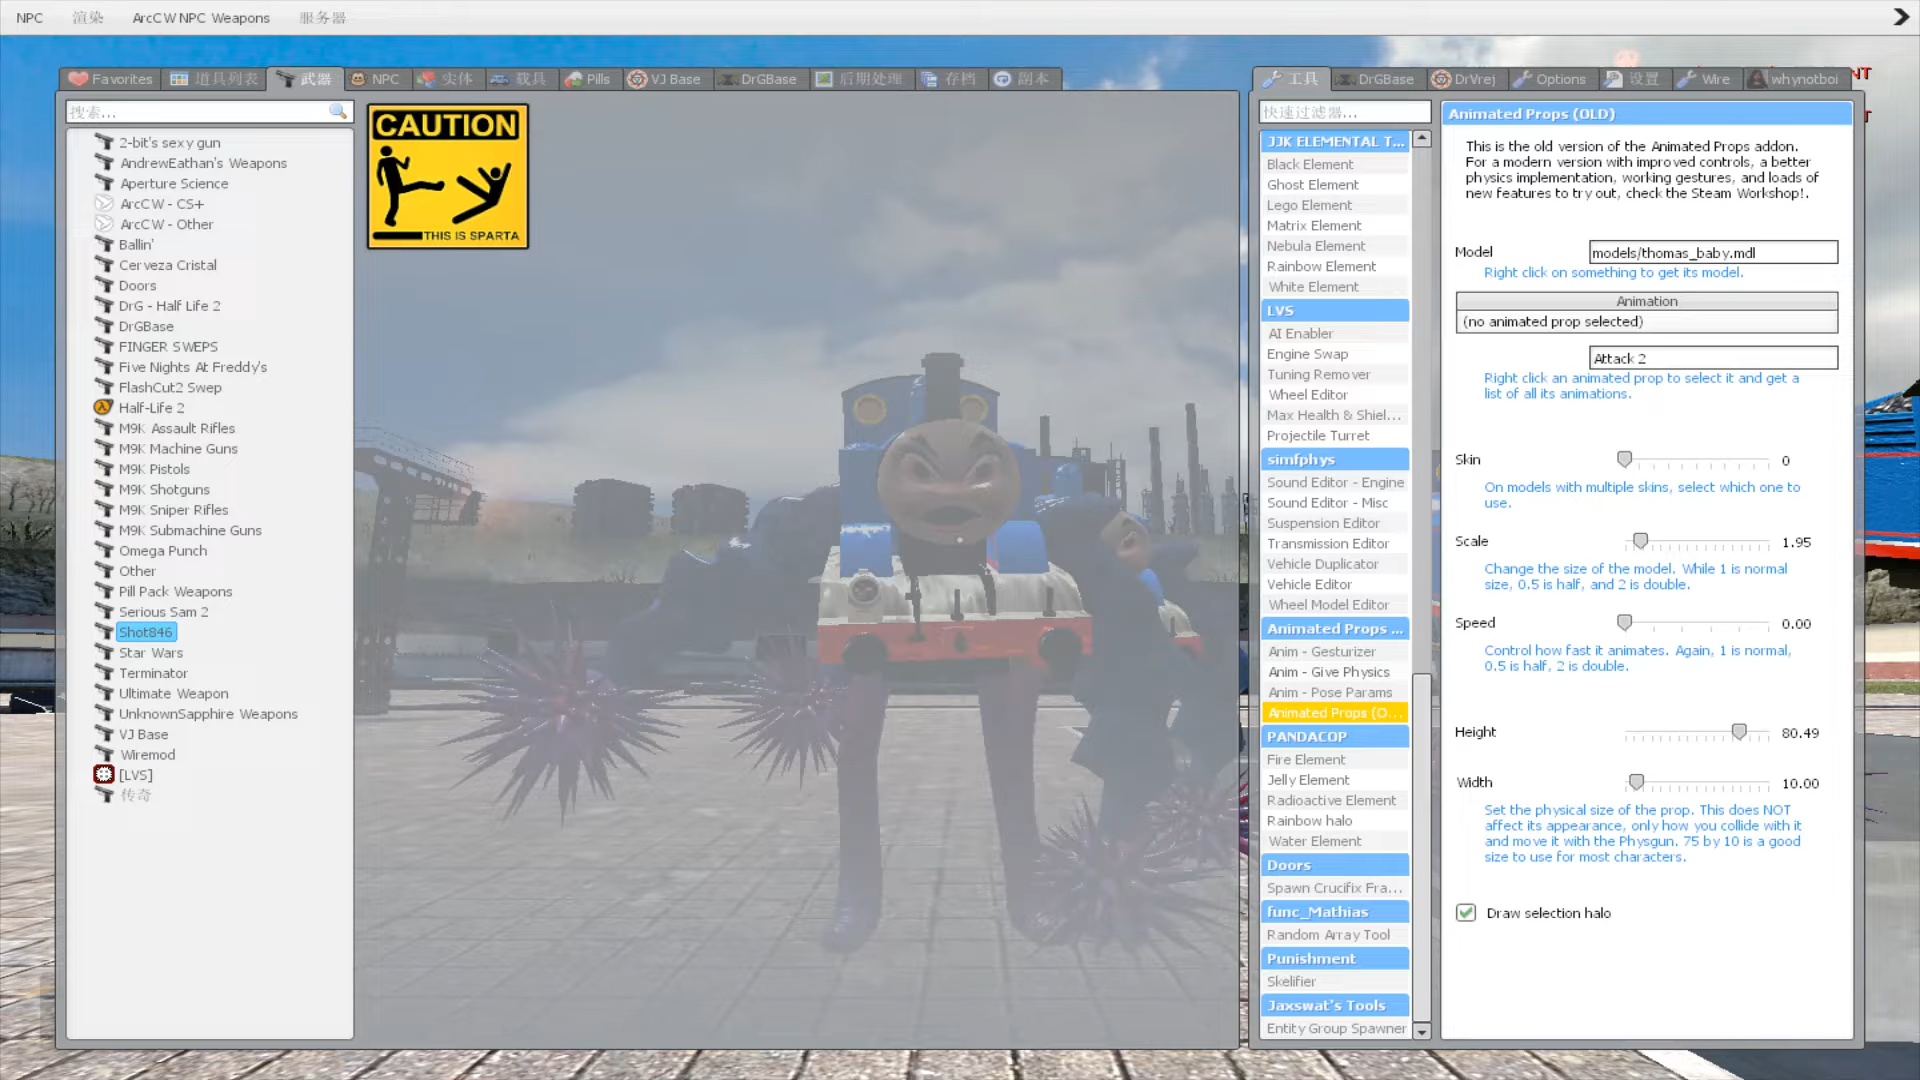 NPC
渲染
ArcCW NPC Weapons
服务器
Favorites
道具列表
武器
NPC
实体
载具
Pills
VJ Base
DrGBase
后期处理
存档
副本
搜索...
2-bit's sexy gun
AndrewEathan's Weapons
Aperture Science
ArcCW - CS+
ArcCW - Other
Ballin'
Cerveza Cristal
Doors
DrG - Half Life 2
DrGBase
FINGER SWEPS
Five Nights At Freddy's
FlashCut2 Swep
Half-Life 2
M9K Assault Rifles
M9K Machine Guns
M9K Pistols
M9K Shotguns
M9K Sniper Rifles
M9K Submachine Guns
Omega Punch
Other
Pill Pack Weapons
Serious Sam 2
Shot846
Star Wars
Terminator
Ultimate Weapon
UnknownSapphire Weapons
VJ Base
Wiremod
[LVS]
传奇
CAUTION
THIS IS SPARTA
工具
DrGBase
DrVrej
Options
设置
Wire
whynotboi
快速过滤器...
JJK ELEMENTAL T...
Black Element
Ghost Element
Lego Element
Matrix Element
Nebula Element
Rainbow Element
White Element
LVS
AI Enabler
Engine Swap
Tuning Remover
Wheel Editor
Max Health & Shiel...
Projectile Turret
simfphys
Sound Editor - Engine
Sound Editor - Misc
Suspension Editor
Transmission Editor
Vehicle Duplicator
Vehicle Editor
Wheel Model Editor
Animated Props ...
Anim - Gesturizer
Anim - Give Physics
Anim - Pose Params
Animated Props (O...
PANDACOP
Fire Element
Jelly Element
Radioactive Element
Rainbow halo
Water Element
Doors
Spawn Crucifix Fra...
func_Mathias
Random Array Tool
Punishment
Skelifier
Jaxswat's Tools
Entity Group Spawner
Animated Props (OLD)
This is the old version of the Animated Props addon.
For a modern version with improved controls, a better
physics implementation, working gestures, and loads of
new features to try out, check the Steam Workshop!.
Model
models/thomas_baby.mdl
Right click on something to get its model.
Animation
(no animated prop selected)
Attack 2
Right click an animated prop to select it and get a
list of all its animations.
Skin
0
On models with multiple skins, select which one to
use.
Scale
1.95
Change the size of the model. While 1 is normal
size, 0.5 is half, and 2 is double.
Speed
0.00
Control how fast it animates. Again, 1 is normal,
0.5 is half, 2 is double.
Height
80.49
Width
10.00
Set the physical size of the prop. This does NOT
affect its appearance, only how you collide with it
and move it with the Physgun. 75 by 10 is a good
size to use for most characters.
Draw selection halo